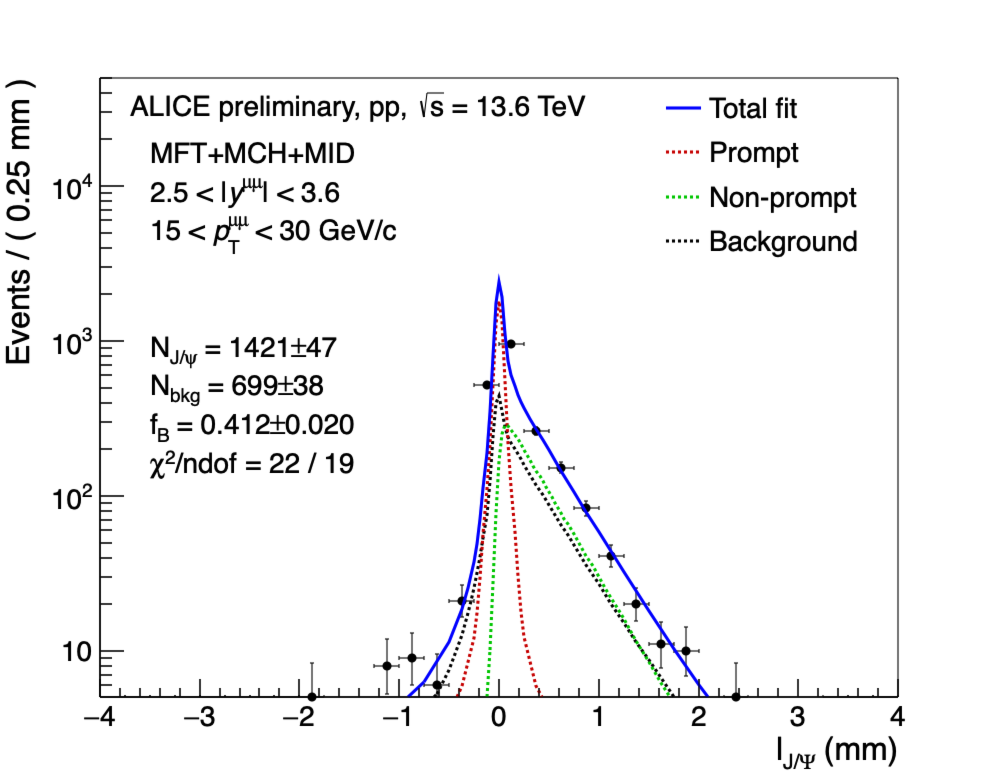 ALICE preliminary, pp, √s = 13.6 TeV
MFT+MCH+MID
2.5 < |y^μμ| < 3.6
15 < p_T^μμ < 30 GeV/c
N_J/ψ = 1421±47
N_bkg = 699±38
f_B = 0.412±0.020
χ²/ndof = 22 / 19
Total fit
Prompt
Non-prompt
Background
Events / ( 0.25 mm )
10⁴
10³
10²
10
−4 −3 −2 −1 0 1 2 3 4
l_J/Ψ (mm)